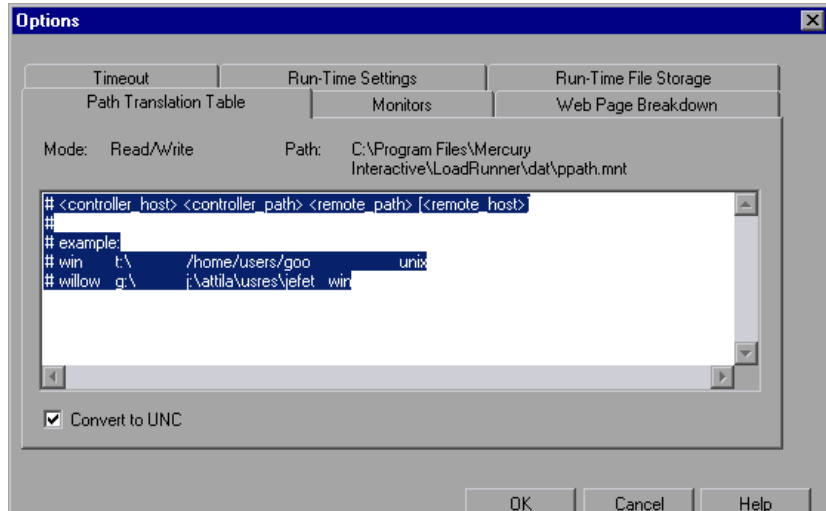 Options
Timeout Run-Time Settings Run-Time File Storage
Path Translation Table Monitors Web Page Breakdown
Mode: Read/Write Path: C:\Program Files\Mercury
Interactive\LoadRunner\dat\ppath.mnt
# <controller_host> <controller_path> <remote_path> [<remote_host>]
#
# example:
# win t:\ /home/users/goo unix
# willow g:\ j:\attila\usres\jefet win
Convert to UNC
OK Cancel Help